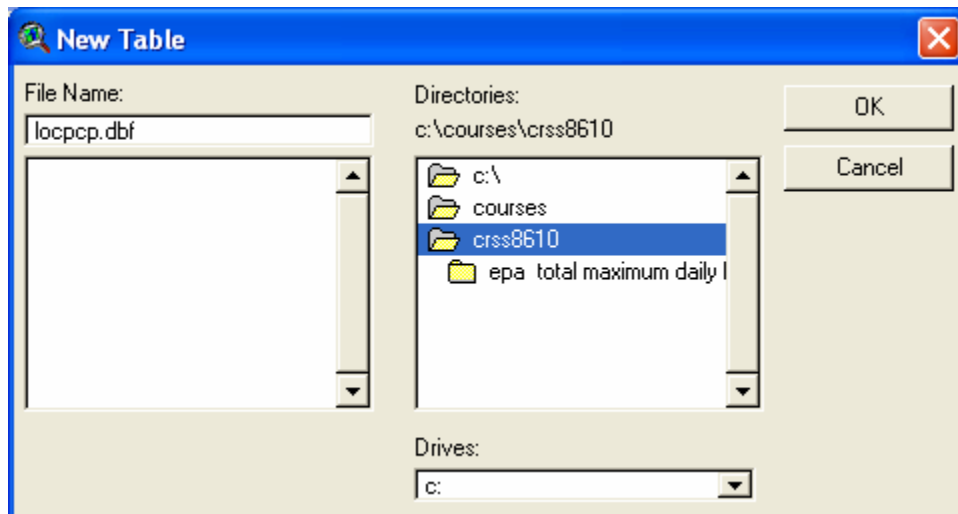 New Table
File Name:
locpcp.dbf
Directories:
c:\courses\crss8610
c:\
courses
crss8610
epa total maximum daily l
Drives:
c:
OK
Cancel